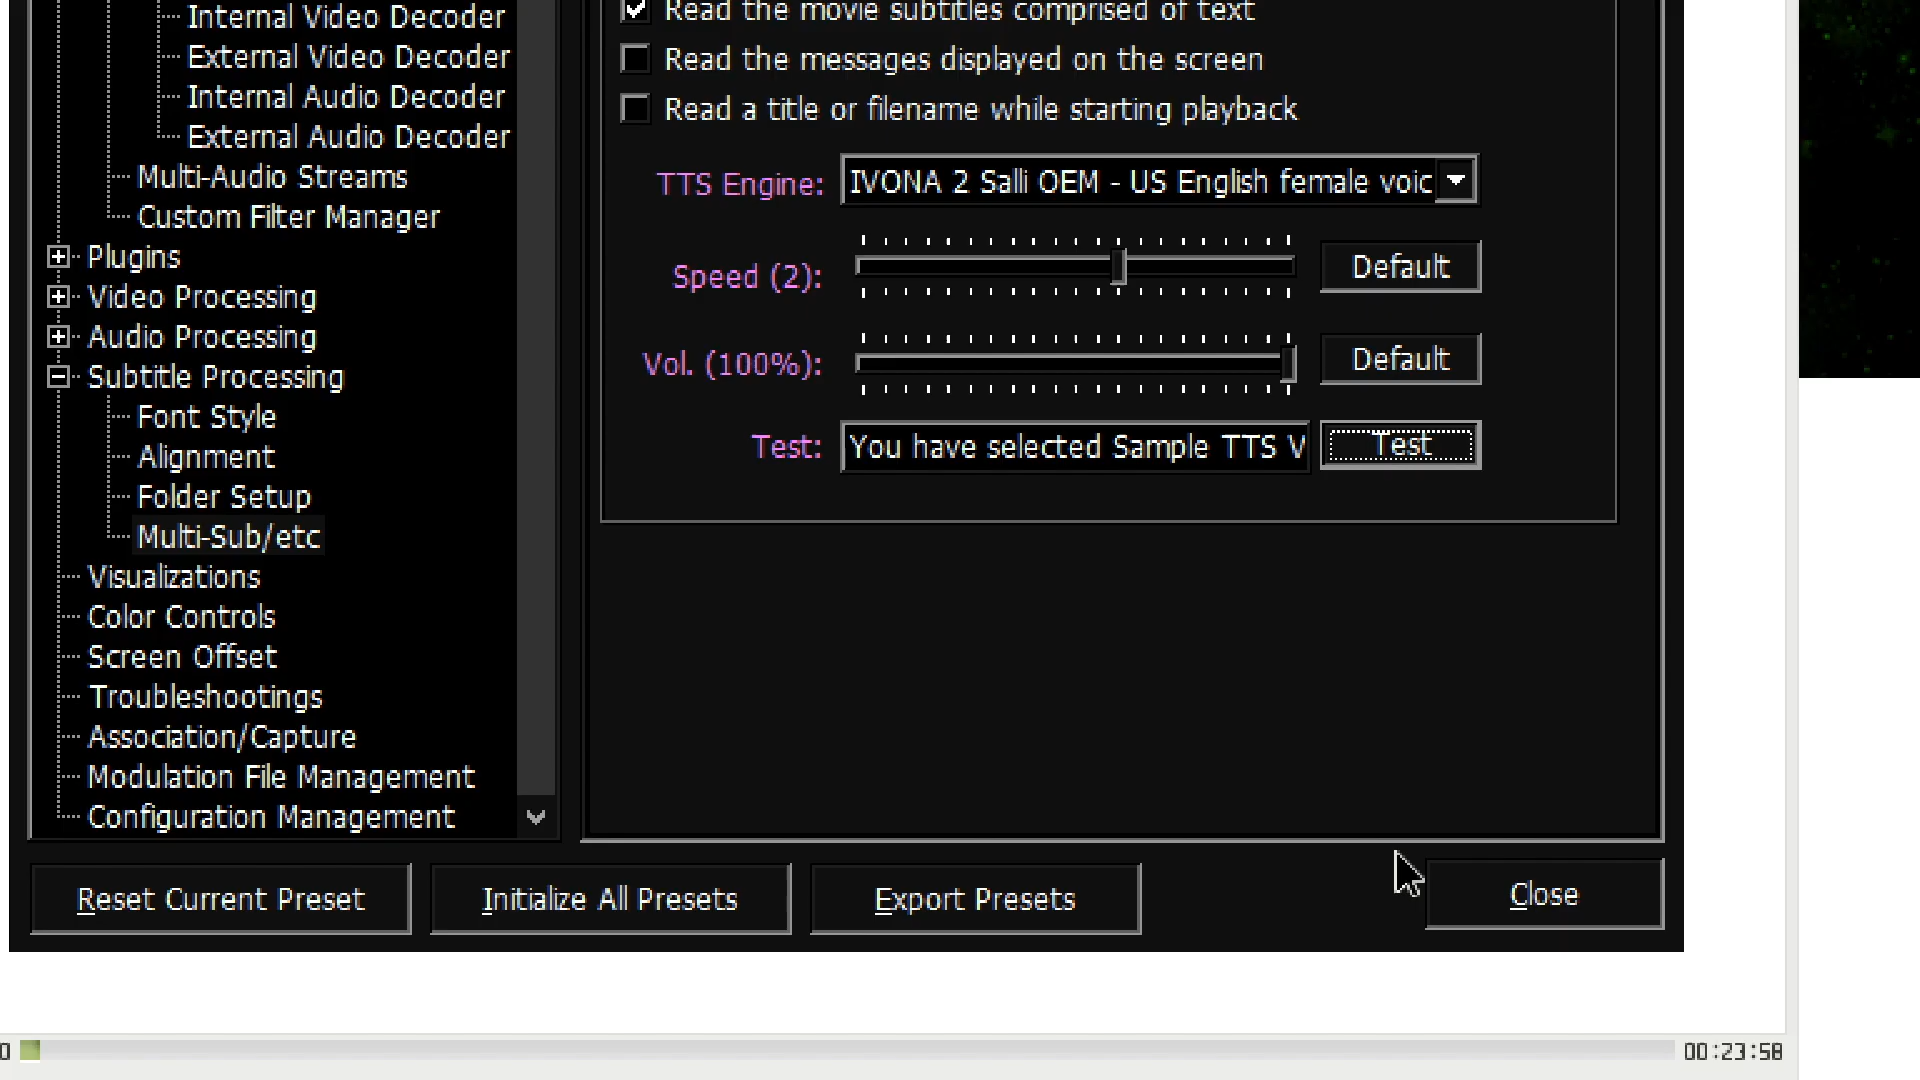 Internal Video Decoder
External Video Decoder
Internal Audio Decoder
External Audio Decoder
Multi-Audio Streams
Custom Filter Manager
Plugins
Video Processing
Audio Processing
Subtitle Processing
Font Style
Alignment
Folder Setup
Multi-Sub/etc
Visualizations
Color Controls
Screen Offset
Troubleshootings
Association/Capture
Modulation File Management
Configuration Management
Read the movie subtitles comprised of text
Read the messages displayed on the screen
Read a title or filename while starting playback
TTS Engine: IVONA 2 Salli OEM - US English female voic
Speed (2): Default
Vol. (100%): Default
Test: You have selected Sample TTS V Test
Reset Current Preset
Initialize All Presets
Export Presets
Close
00:23:58